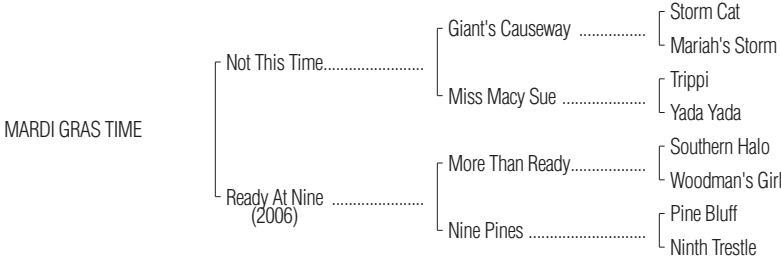 Storm Cat
Giant's Causeway ................
Mariah's Storm
Not This Time.......................
Trippi
Miss Macy Sue ....................
Yada Yada
MARDI GRAS TIME
Southern Halo
More Than Ready..................
Woodman's Girl
Ready At Nine ......................
(2006)
Pine Bluff
Nine Pines ............................
Ninth Trestle